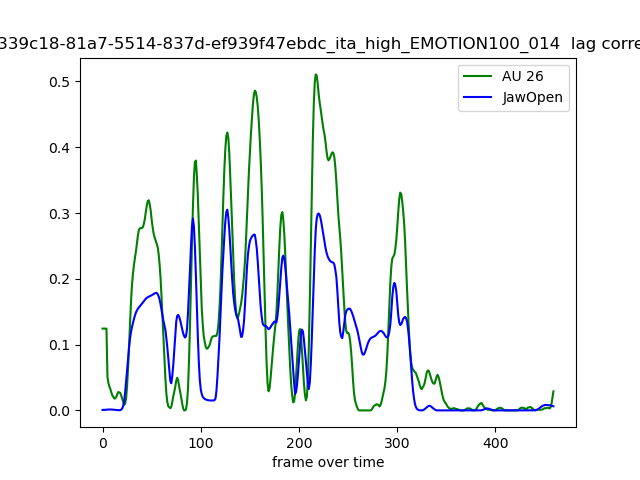 339c18-81a7-5514-837d-ef939f47ebdc_ita_high_EMOTION100_014 lag corre
AU 26
JawOpen
0.5
0.4
0.3
0.2
0.1
0.0
0 100 200 300 400
frame over time